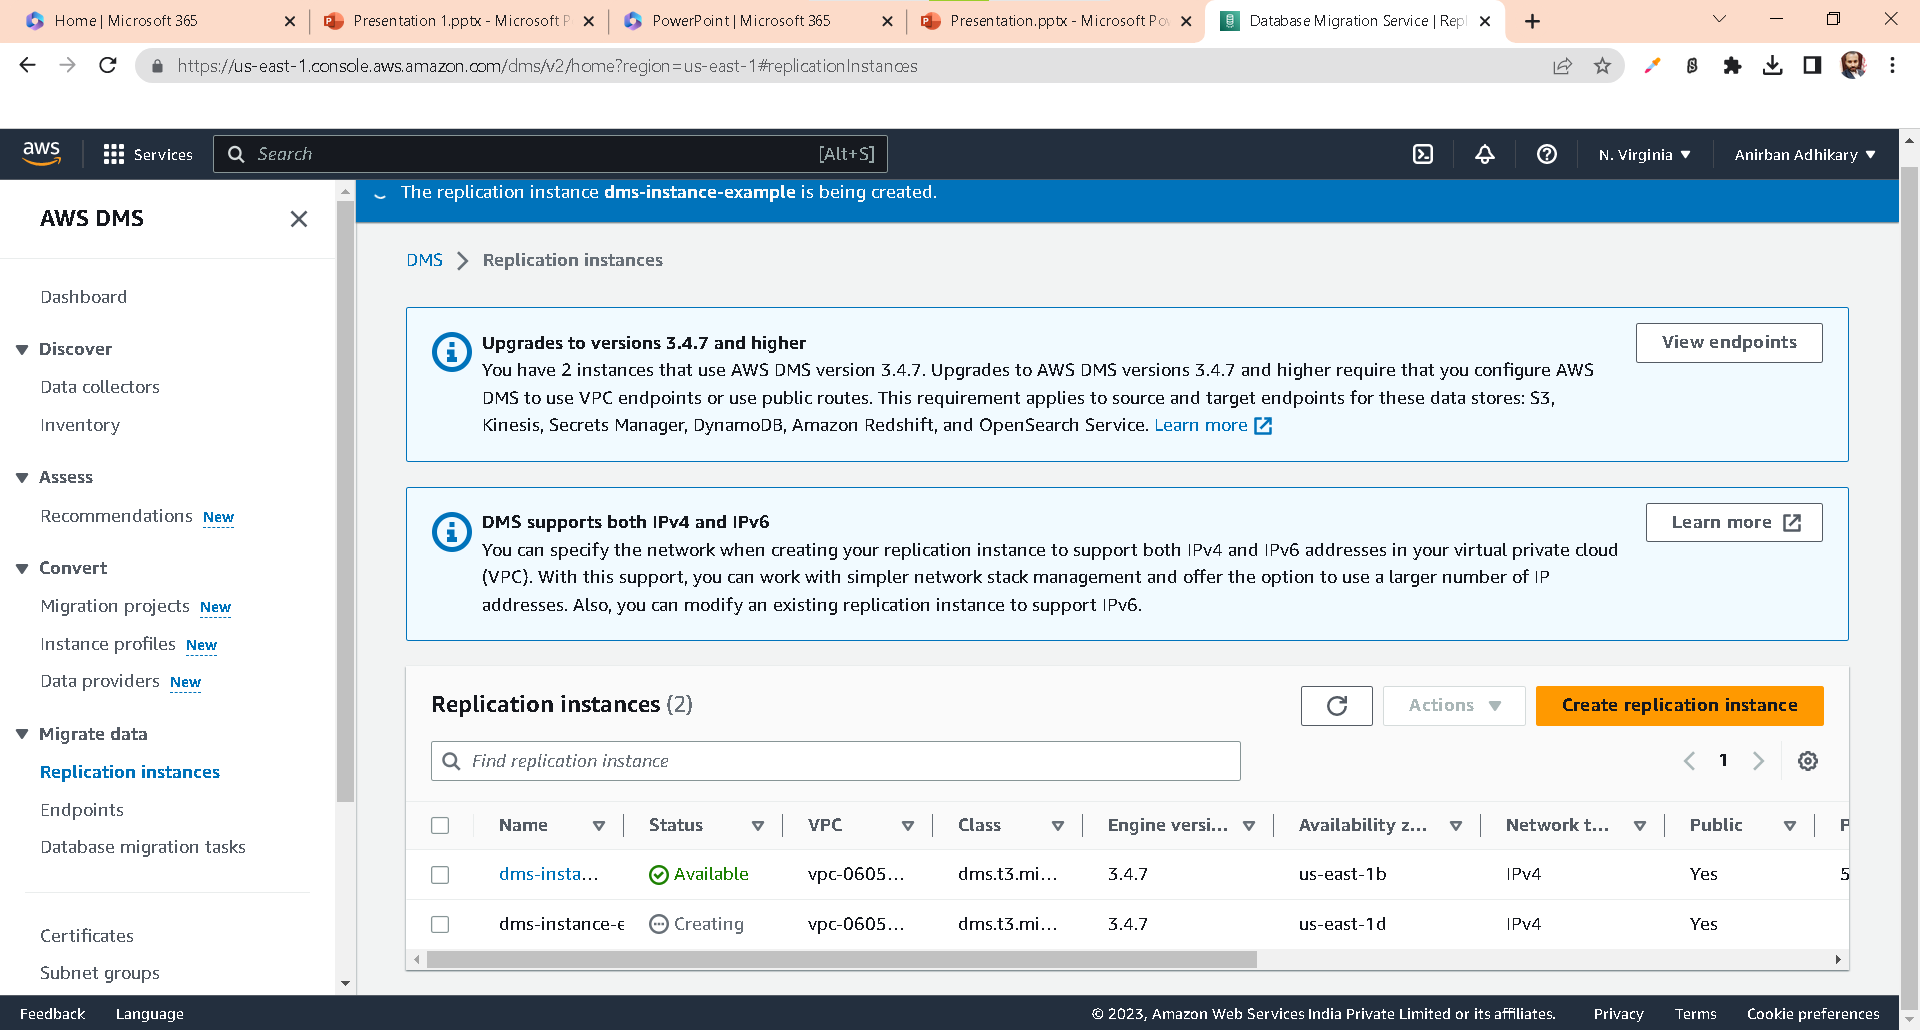 Home | Microsoft 365
Presentation 1.pptx - Microsoft P
PowerPoint | Microsoft 365
Presentation.pptx - Microsoft Po
Database Migration Service | Repl
https://us-east-1.console.aws.amazon.com/dms/v2/home?region=us-east-1#replicationInstances
aws
Services
Search
[Alt+S]
N. Virginia
Anirban Adhikary
The replication instance dms-instance-example is being created.
AWS DMS
Dashboard
Discover
Data collectors
Inventory
Assess
Recommendations New
Convert
Migration projects New
Instance profiles New
Data providers New
Migrate data
Replication instances
Endpoints
Database migration tasks
Certificates
Subnet groups
DMS > Replication instances
Upgrades to versions 3.4.7 and higher
You have 2 instances that use AWS DMS version 3.4.7. Upgrades to AWS DMS versions 3.4.7 and higher require that you configure AWS
DMS to use VPC endpoints or use public routes. This requirement applies to source and target endpoints for these data stores: S3,
Kinesis, Secrets Manager, DynamoDB, Amazon Redshift, and OpenSearch Service. Learn more
View endpoints
DMS supports both IPv4 and IPv6
You can specify the network when creating your replication instance to support both IPv4 and IPv6 addresses in your virtual private cloud
(VPC). With this support, you can work with simpler network stack management and offer the option to use a larger number of IP
addresses. Also, you can modify an existing replication instance to support IPv6.
Learn more
Replication instances (2)
Actions
Create replication instance
Find replication instance
1
Name Status VPC Class Engine versi... Availability z... Network t... Public P
dms-insta... Available vpc-0605... dms.t3.mi... 3.4.7 us-east-1b IPv4 Yes 5
dms-instance-e Creating vpc-0605... dms.t3.mi... 3.4.7 us-east-1d IPv4 Yes
Feedback Language © 2023, Amazon Web Services India Private Limited or its affiliates. Privacy Terms Cookie preferences